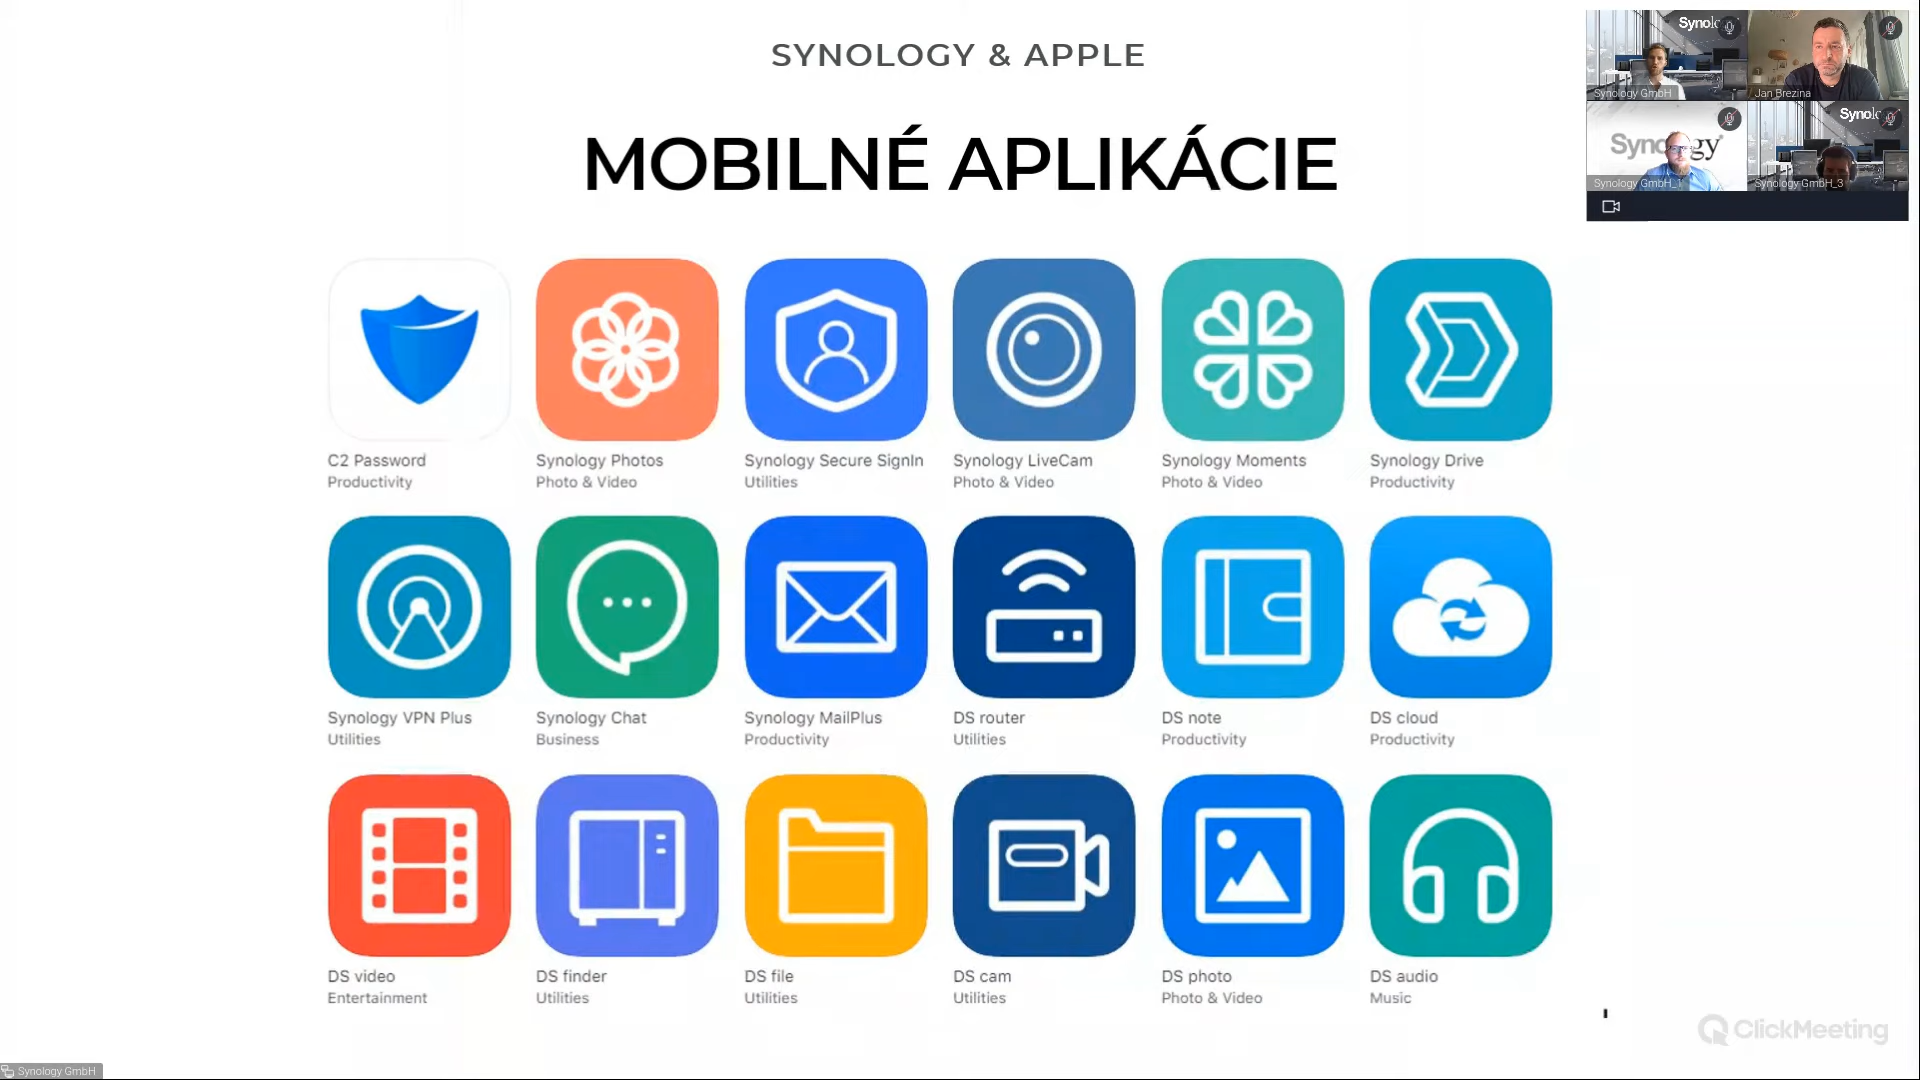 SYNOLOGY & APPLE
MOBILNÉ APLIKÁCIE
Synolo
Synology GmbH
Jan Brezina
Synology
Synology GmbH_1
Synolo
Synology GmbH_3
C2 Password
Productivity
Synology Photos
Photo & Video
Synology Secure SignIn
Utilities
Synology LiveCam
Photo & Video
Synology Moments
Photo & Video
Synology Drive
Productivity
Synology VPN Plus
Utilities
Synology Chat
Business
Synology MailPlus
Productivity
DS router
Utilities
DS note
Productivity
DS cloud
Productivity
DS video
Entertainment
DS finder
Utilities
DS file
Utilities
DS cam
Utilities
DS photo
Photo & Video
DS audio
Music
ClickMeeting
Synology GmbH